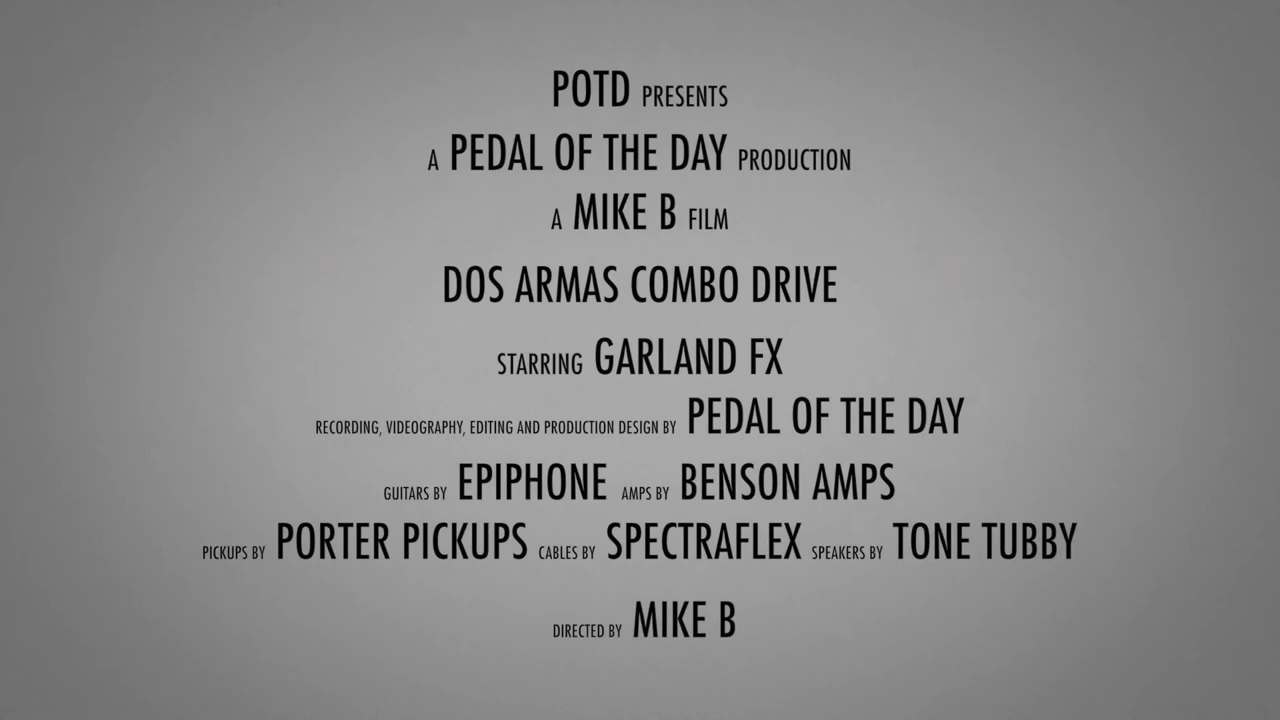 POTD PRESENTS
A PEDAL OF THE DAY PRODUCTION
A MIKE B FILM
DOS ARMAS COMBO DRIVE
STARRING GARLAND FX
RECORDING, VIDEOGRAPHY, EDITING AND PRODUCTION DESIGN BY PEDAL OF THE DAY
GUITARS BY EPIPHONE AMPS BY BENSON AMPS
PICKUPS BY PORTER PICKUPS CABLES BY SPECTRAFLEX SPEAKERS BY TONE TUBBY
DIRECTED BY MIKE B